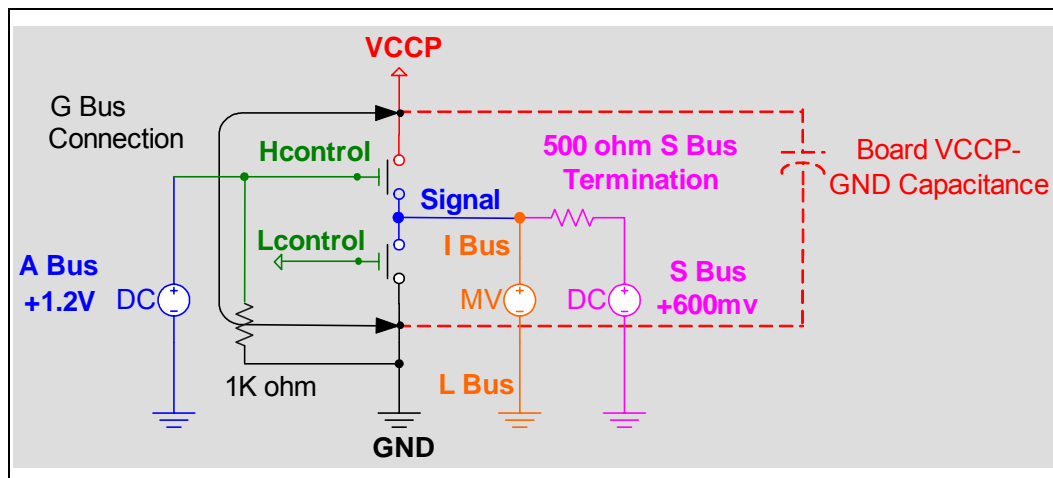 VCCP
G Bus
Connection
Hcontrol
500 ohm S Bus
Termination
Board VCCP-
GND Capacitance
Signal
Lcontrol
I Bus
A Bus
+1.2V
DC
MV
DC
S Bus
+600mv
1K ohm
L Bus
GND